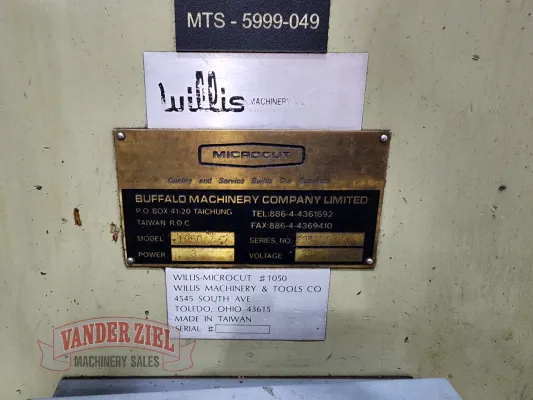 MTS - 5999-049
Willis MACHINERY
MICROCUT
Quality and Service Builds Our
BUFFALO MACHINERY COMPANY LIMITED
P.O. BOX 41-20 TAICHUNG TEL:886-4-4361692
TAIWAN R.O.C. FAX:886-4-4369410
MODEL SERIES. NO
POWER VOLTAGE
WILLIS-MICROCUT #1050
WILLIS MACHINERY & TOOLS CO
4545 SOUTH AVE
TOLEDO, OHIO 43615
MADE IN TAIWAN
SERIAL #
VANDER ZIEL
MACHINERY SALES